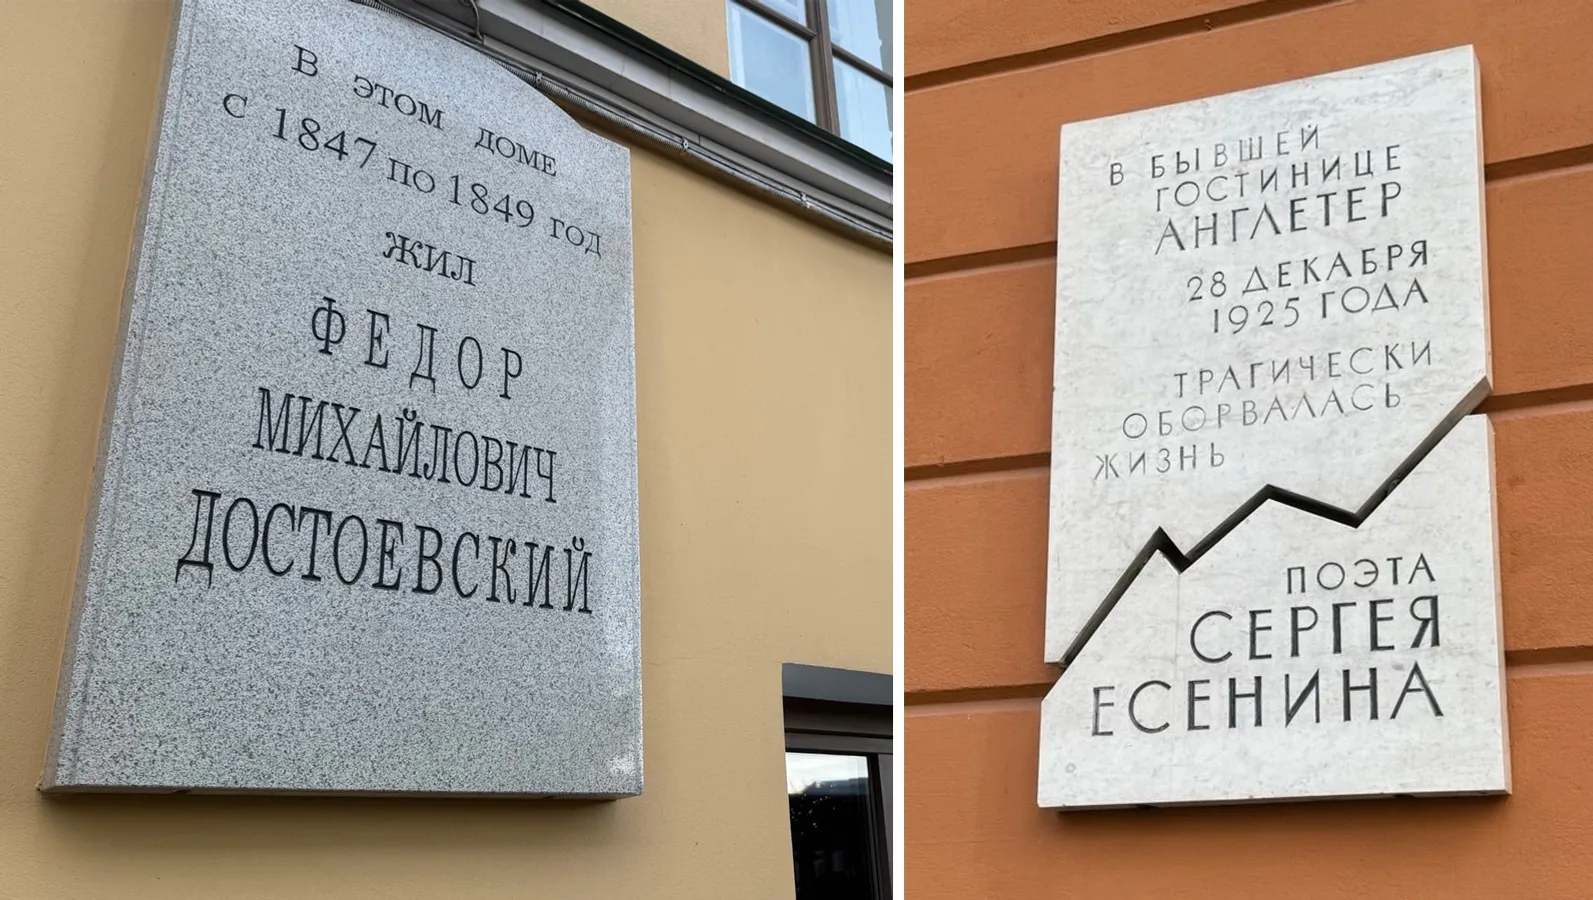 В ЭТОМ ДОМЕ
С 1847 ПО 1849 ГОД
ЖИЛ
ФЕДОР
МИХАЙЛОВИЧ
ДОСТОЕВСКИЙ
В БЫВШЕЙ
ГОСТИНИЦЕ
АНГЛЕТЕР
28 ДЕКАБРЯ
1925 ГОДА
ТРАГИЧЕСКИ
ОБОРВАЛАСЬ
ЖИЗНЬ
ПОЭТА
СЕРГЕЯ
ЕСЕНИНА